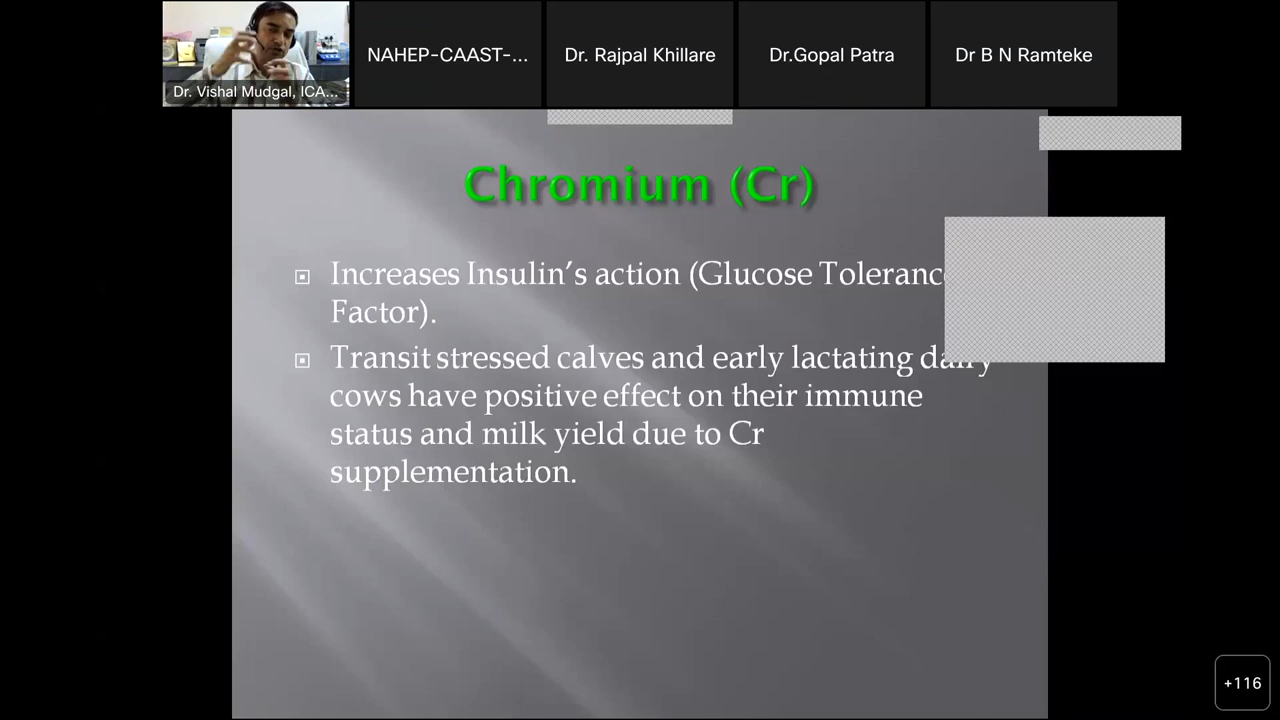 Dr. Vishal Mudgal, ICA...
NAHEP-CAAST-...
Dr. Rajpal Khillare
Dr.Gopal Patra
Dr B N Ramteke
Chromium (Cr)
Increases Insulin's action (Glucose Tolerance
Factor).
Transit stressed calves and early lactating dairy
cows have positive effect on their immune
status and milk yield due to Cr
supplementation.
+116